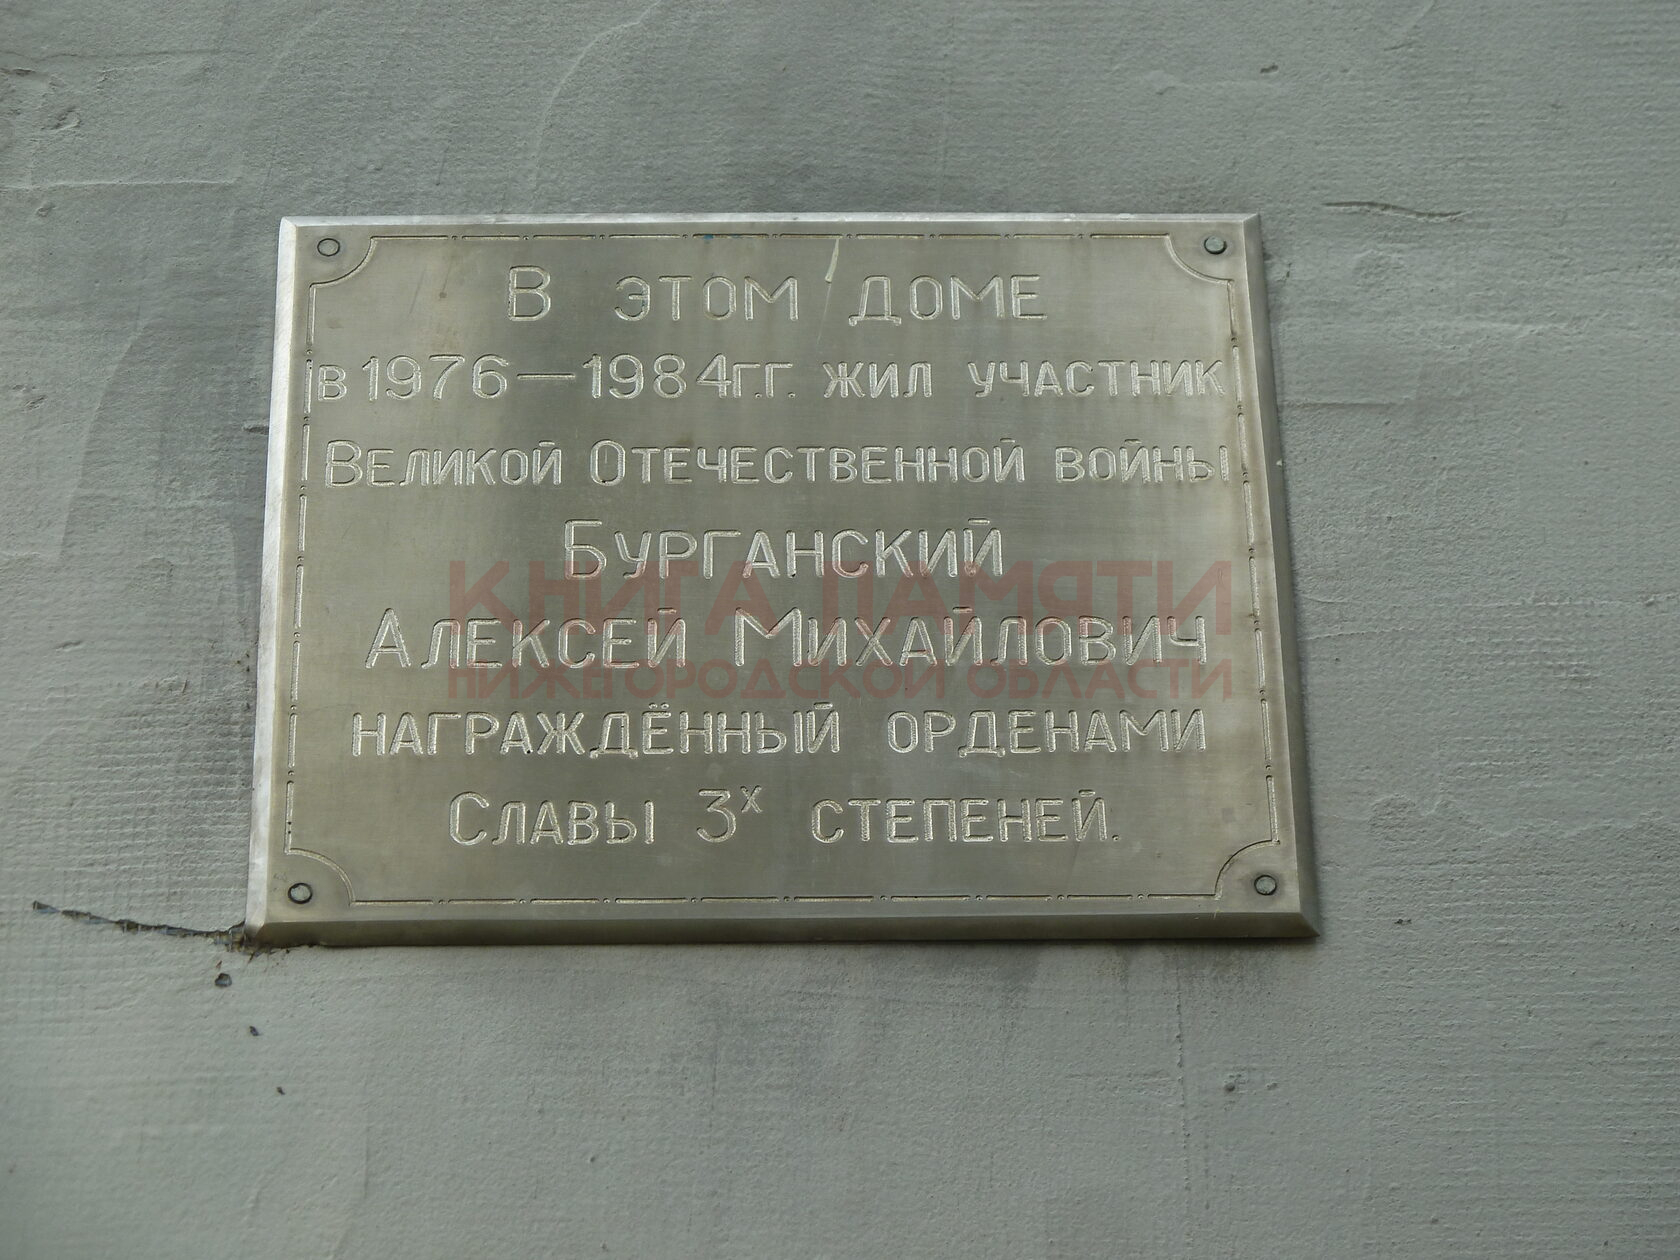 В ЭТОМ ДОМЕ
В 1976–1984Г.Г. ЖИЛ УЧАСТНИК
ВЕЛИКОЙ ОТЕЧЕСТВЕННОЙ ВОЙНЫ
БУРГАНСКИЙ
КНИГА ПАМЯТИ
АЛЕКСЕЙ МИХАЙЛОВИЧ
НИЖЕГОРОДСКОЙ ОБЛАСТИ
НАГРАЖДЁННЫЙ ОРДЕНАМИ
СЛАВЫ 3Х СТЕПЕНЕЙ.